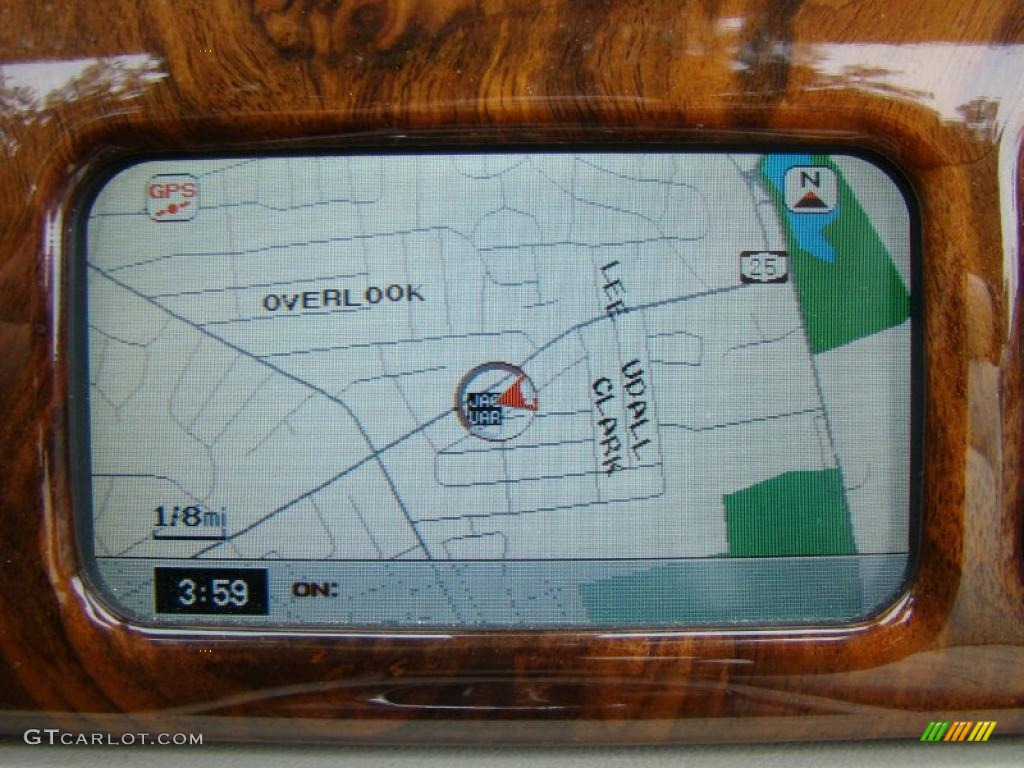 GPS
N
25
LEE
OVERLOOK
UDALL
CLARK
JAG
UAR
1/8mi
3:59 ON:
GTCARLOT.COM